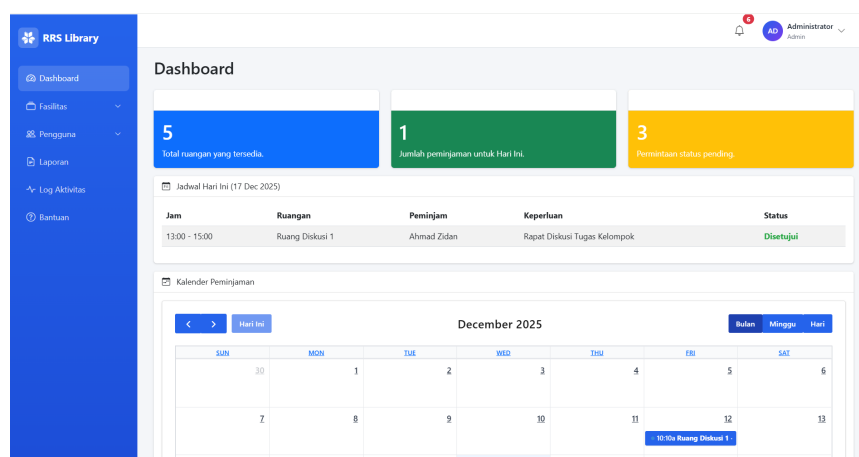 RRS Library
6
AD
Administrator
Admin
Dashboard
Fasilitas
Pengguna
Laporan
Log Aktivitas
Bantuan
Dashboard
5
Total ruangan yang tersedia.
1
Jumlah peminjaman untuk Hari Ini.
3
Permintaan status pending.
Jadwal Hari Ini (17 Dec 2025)
Jam Ruangan Peminjam Keperluan Status
13:00 - 15:00 Ruang Diskusi 1 Ahmad Zidan Rapat Diskusi Tugas Kelompok Disetujui
Kalender Peminjaman
Hari Ini December 2025 Bulan Minggu Hari
SUN MON TUE WED THU FRI SAT
30 1 2 3 4 5 6
7 8 9 10 11 12 13
10:10a Ruang Diskusi 1 -